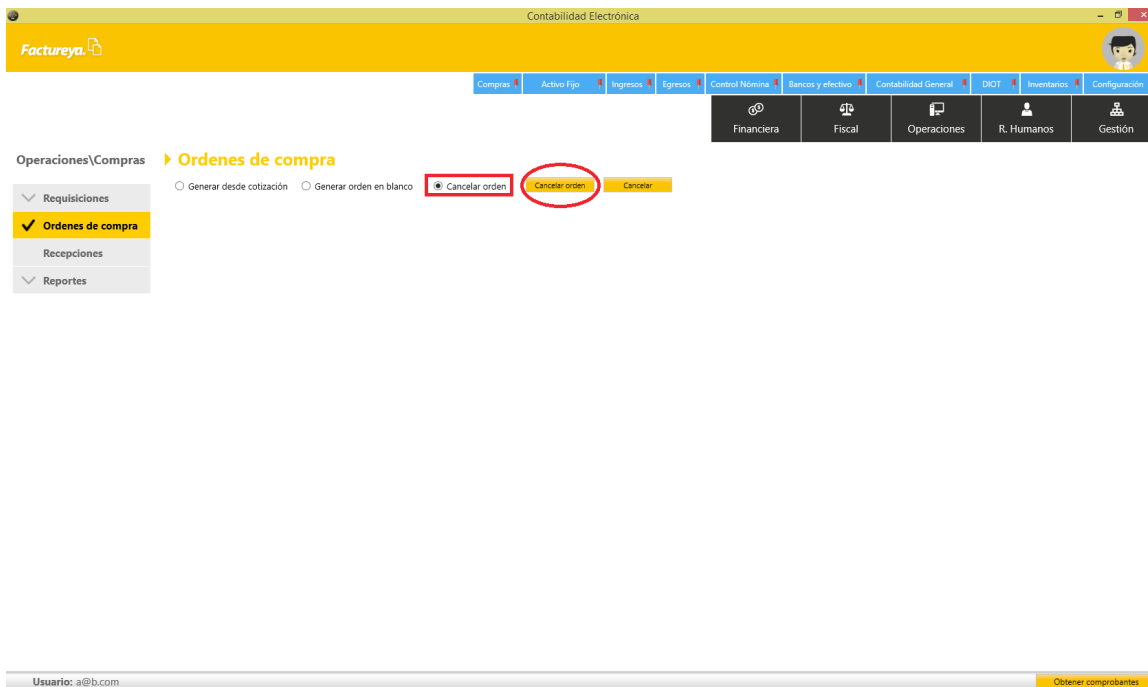 Contabilidad Electrónica
Factureya.
Compras Activo Fijo Ingresos Egresos Control Nómina Bancos y efectivo Contabilidad General DIOT Inventarios Configuración
Financiera Fiscal Operaciones R. Humanos Gestión
Operaciones\Compras
Ordenes de compra
Generar desde cotización Generar orden en blanco Cancelar orden Cancelar orden Cancelar
Requisiciones
Ordenes de compra
Recepciones
Reportes
Usuario: a@b.com
Obtener comprobantes